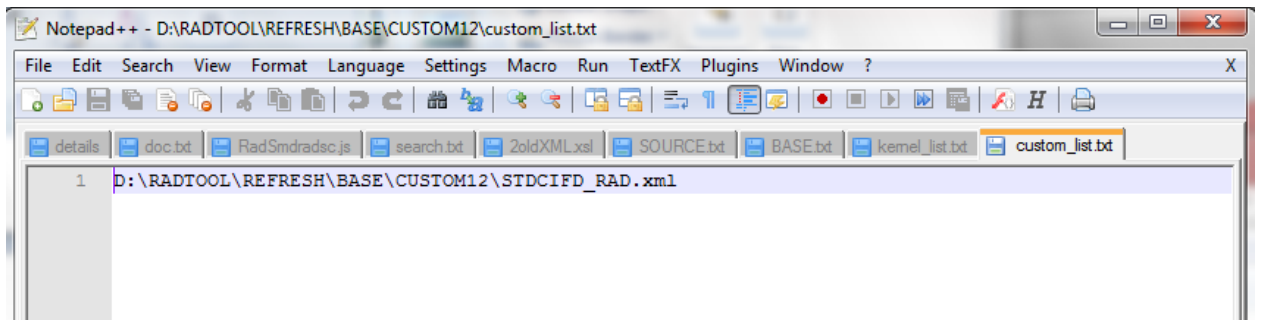 Notepad++ - D:\RADTOOL\REFRESH\BASE\CUSTOM12\custom_list.txt
File Edit Search View Format Language Settings Macro Run TextFX Plugins Window ? X
details doc.txt RadSmdradsc.js search.txt 2oldXML.xsl SOURCE.txt BASE.txt kernel_list.txt custom_list.txt
1 D:\RADTOOL\REFRESH\BASE\CUSTOM12\STDCIFD_RAD.xml